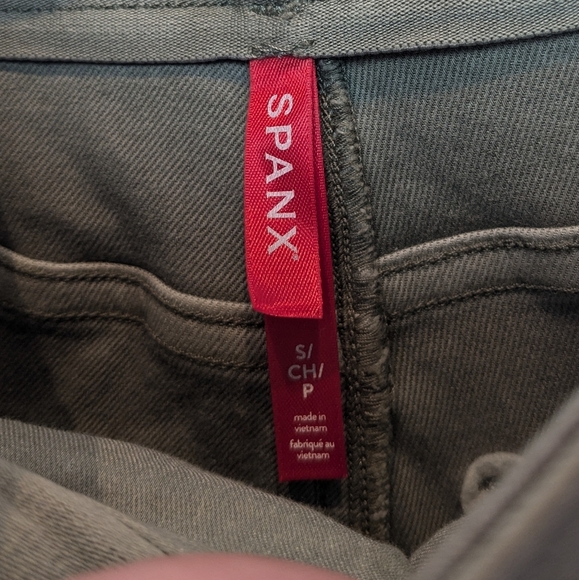 SPANX
S/
CH/
P
made in
vietnam
fabriqué au
vietnam